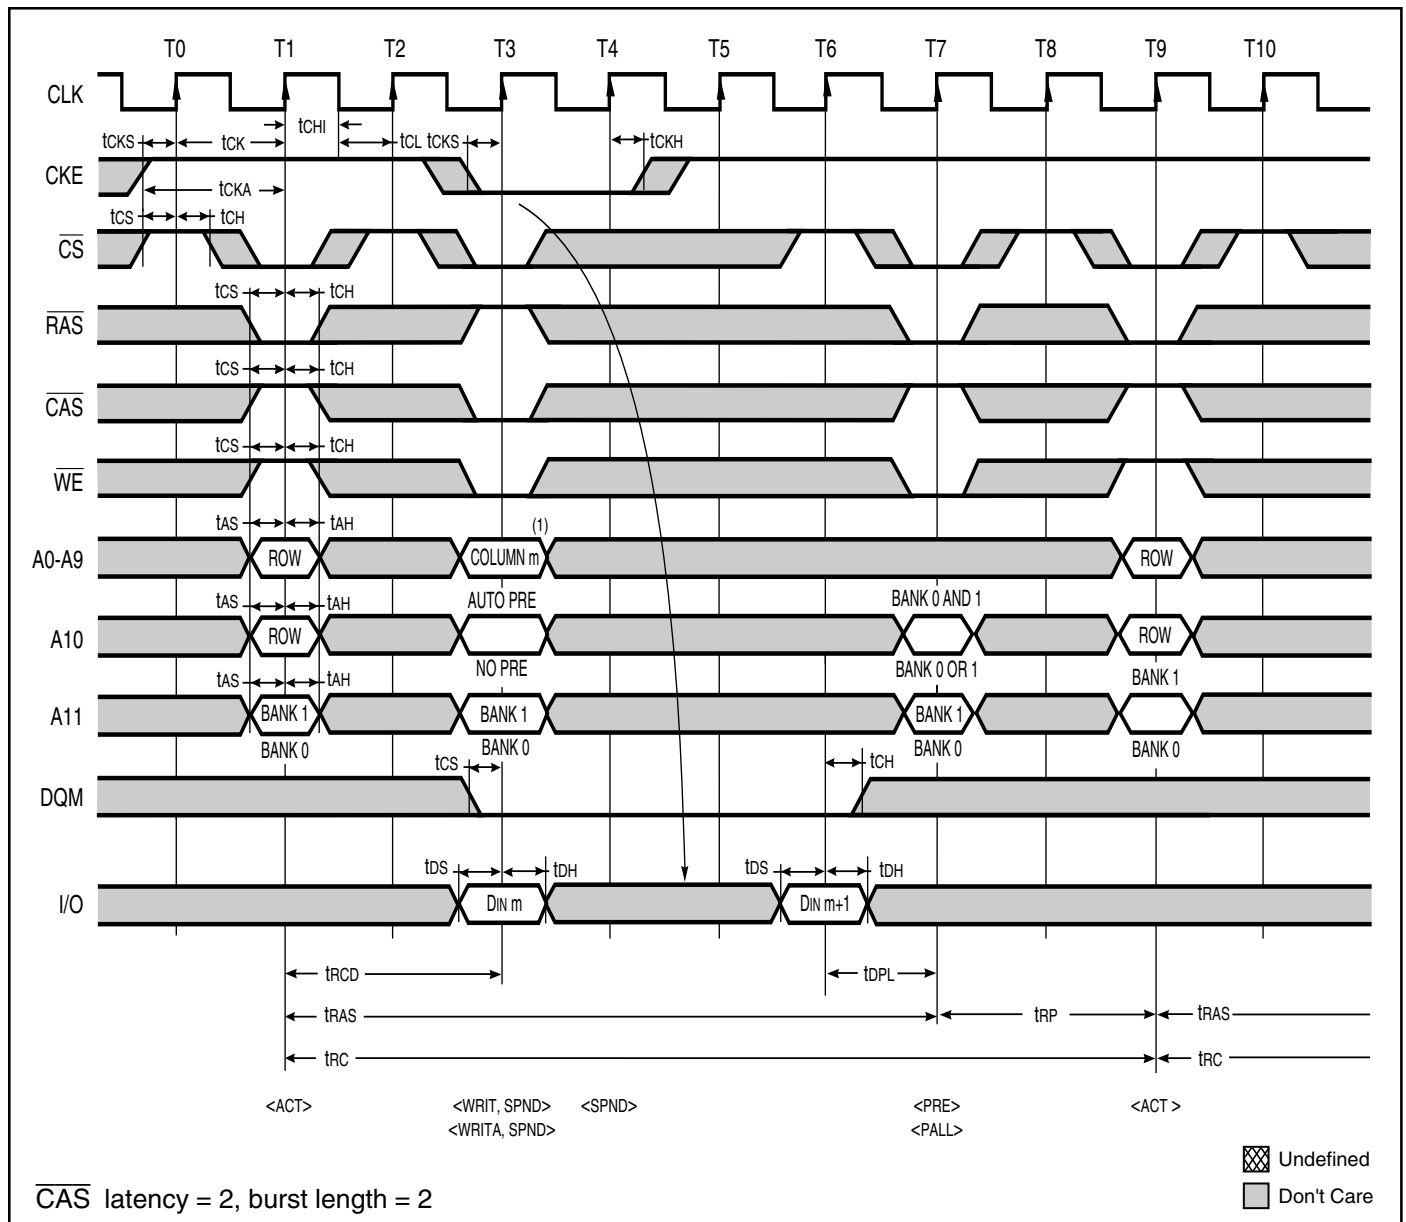 T0 T1 T2 T3 T4 T5 T6 T7 T8 T9 T10
CLK
tCHI
tCKS tCK tCL tCKS tCKH
CKE
tCKA
tCS tCH
CS
tCS tCH
RAS
tCS tCH
CAS
tCS tCH
WE
tAS tAH (1)
A0-A9 ROW COLUMN m ROW
tAS tAH AUTO PRE BANK 0 AND 1
A10 ROW ROW
NO PRE BANK 0 OR 1 BANK 1
tAS tAH
A11 BANK 1 BANK 1 BANK 1
BANK 0 BANK 0 BANK 0 BANK 0
tCS tCH
DQM
tDS tDH tDS tDH
I/O DIN m DIN m+1
tRCD tDPL
tRAS tRP tRAS
tRC tRC
<ACT> <WRIT, SPND> <SPND> <PRE> <ACT >
<WRITA, SPND> <PALL>
Undefined
CAS latency = 2, burst length = 2 Don't Care